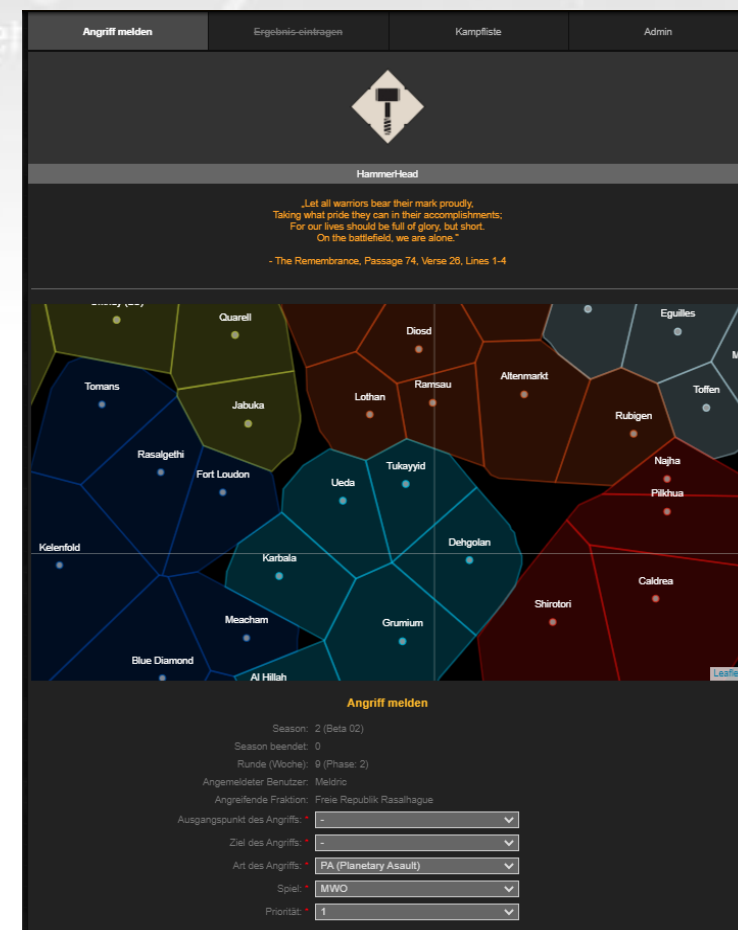 Angriff melden
Ergebnis eintragen
Kampfliste
Admin
HammerHead
„Let all warriors bear their mark proudly,
Taking what pride they can in their accomplishments;
For our lives should be full of glory, but short.
On the battlefield, we are alone.“
- The Remembrance, Passage 74, Verse 26, Lines 1-4
Quarell
Diosd
Eguilles
Tomans
Jabuka
Lothan
Ramsau
Altenmarkt
Toffen
Rubigen
Rasalgethi
Fort Loudon
Ueda
Tukayyid
Najha
Pilkhua
Kelenfold
Karbala
Dehgolan
Caldrea
Shirotori
Meacham
Grumium
Blue Diamond
Al Hillah
Angriff melden
Season: 2 (Beta 02)
Season beendet: 0
Runde (Woche): 9 (Phase: 2)
Angemeldeter Benutzer: Meldric
Angreifende Fraktion: Freie Republik Rasalhague
Ausgangspunkt des Angriffs: * -
Ziel des Angriffs: * -
Art des Angriffs: * PA (Planetary Asault)
Spiel: * MWO
Priorität: * 1